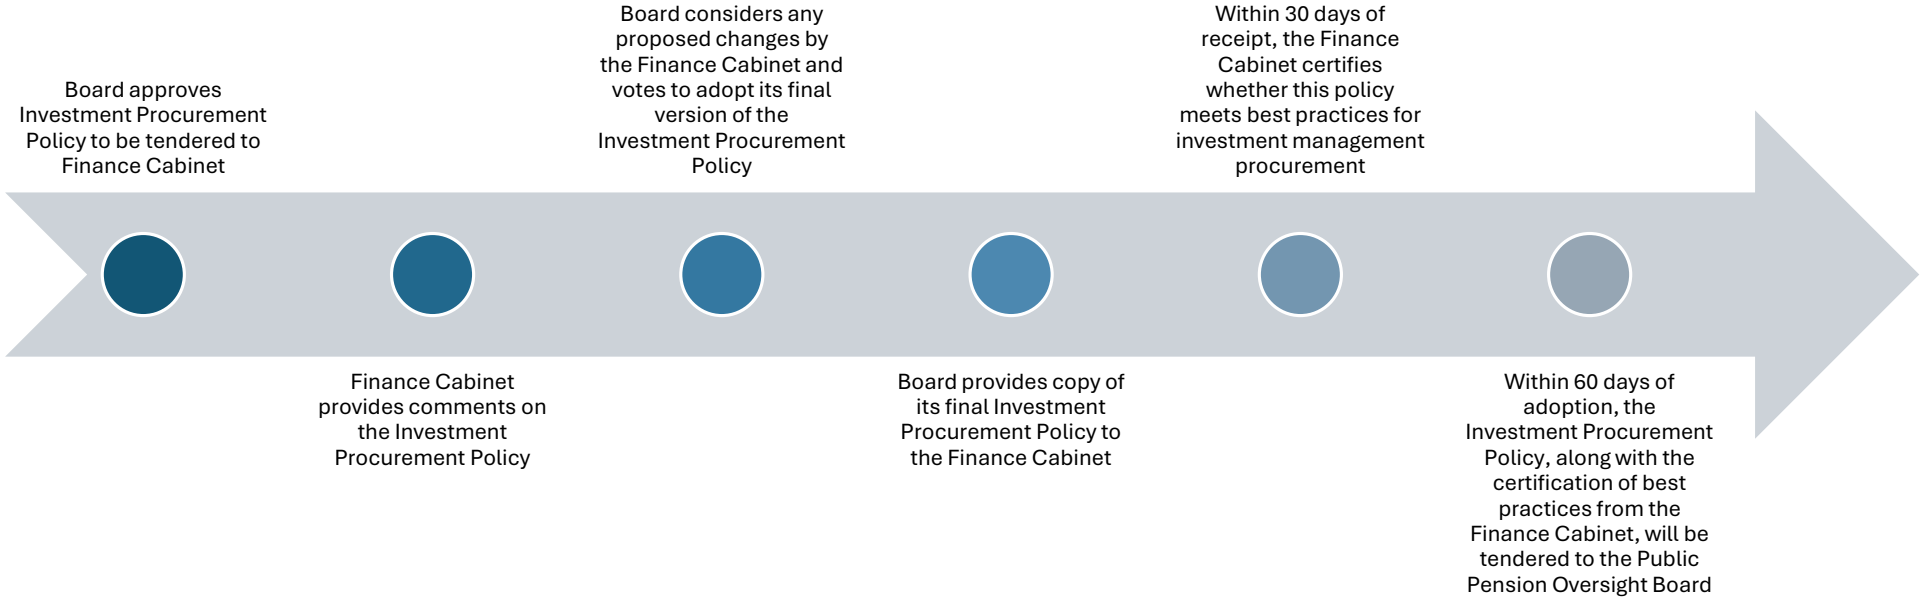 Board approves
Investment Procurement
Policy to be tendered to
Finance Cabinet
Finance Cabinet
provides comments on
the Investment
Procurement Policy
Board considers any
proposed changes by
the Finance Cabinet and
votes to adopt its final
version of the
Investment Procurement
Policy
Board provides copy of
its final Investment
Procurement Policy to
the Finance Cabinet
Within 30 days of
receipt, the Finance
Cabinet certifies
whether this policy
meets best practices for
investment management
procurement
Within 60 days of
adoption, the
Investment Procurement
Policy, along with the
certification of best
practices from the
Finance Cabinet, will be
tendered to the Public
Pension Oversight Board